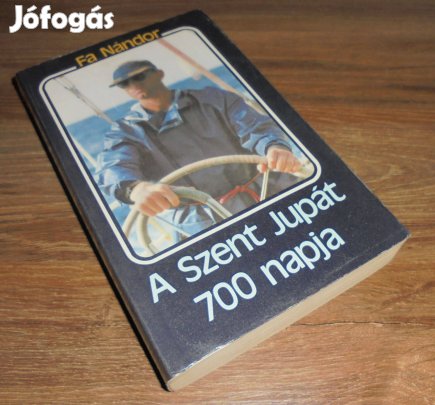 Jófogás
Fa Nándor
A Szent Jupát
700 napja